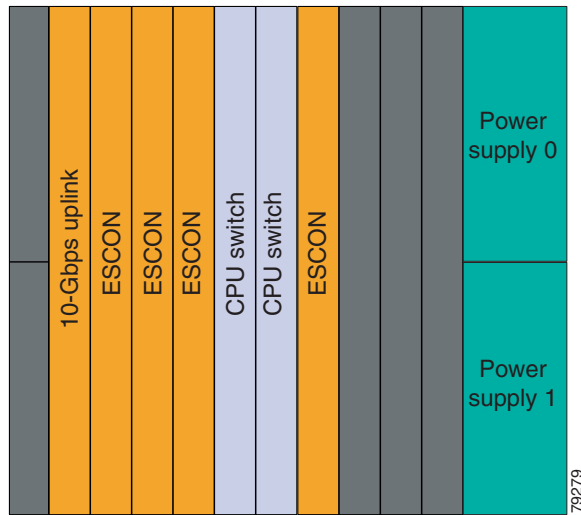 10-Gbps uplink
ESCON
ESCON
ESCON
CPU switch
CPU switch
ESCON
Power
supply 0
Power
supply 1
79279